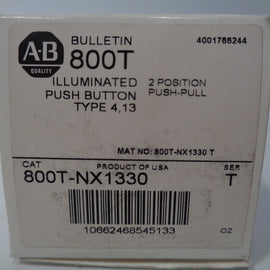 A-B
QUALITY
BULLETIN
800T
4001766244
ILLUMINATED
PUSH BUTTON
TYPE 4,13
2 POSITION
PUSH-PULL
MAT NO: 800T-NX1330 T
CAT
PRODUCT OF USA
SER
800T-NX1330
T
10662468545133
OZ